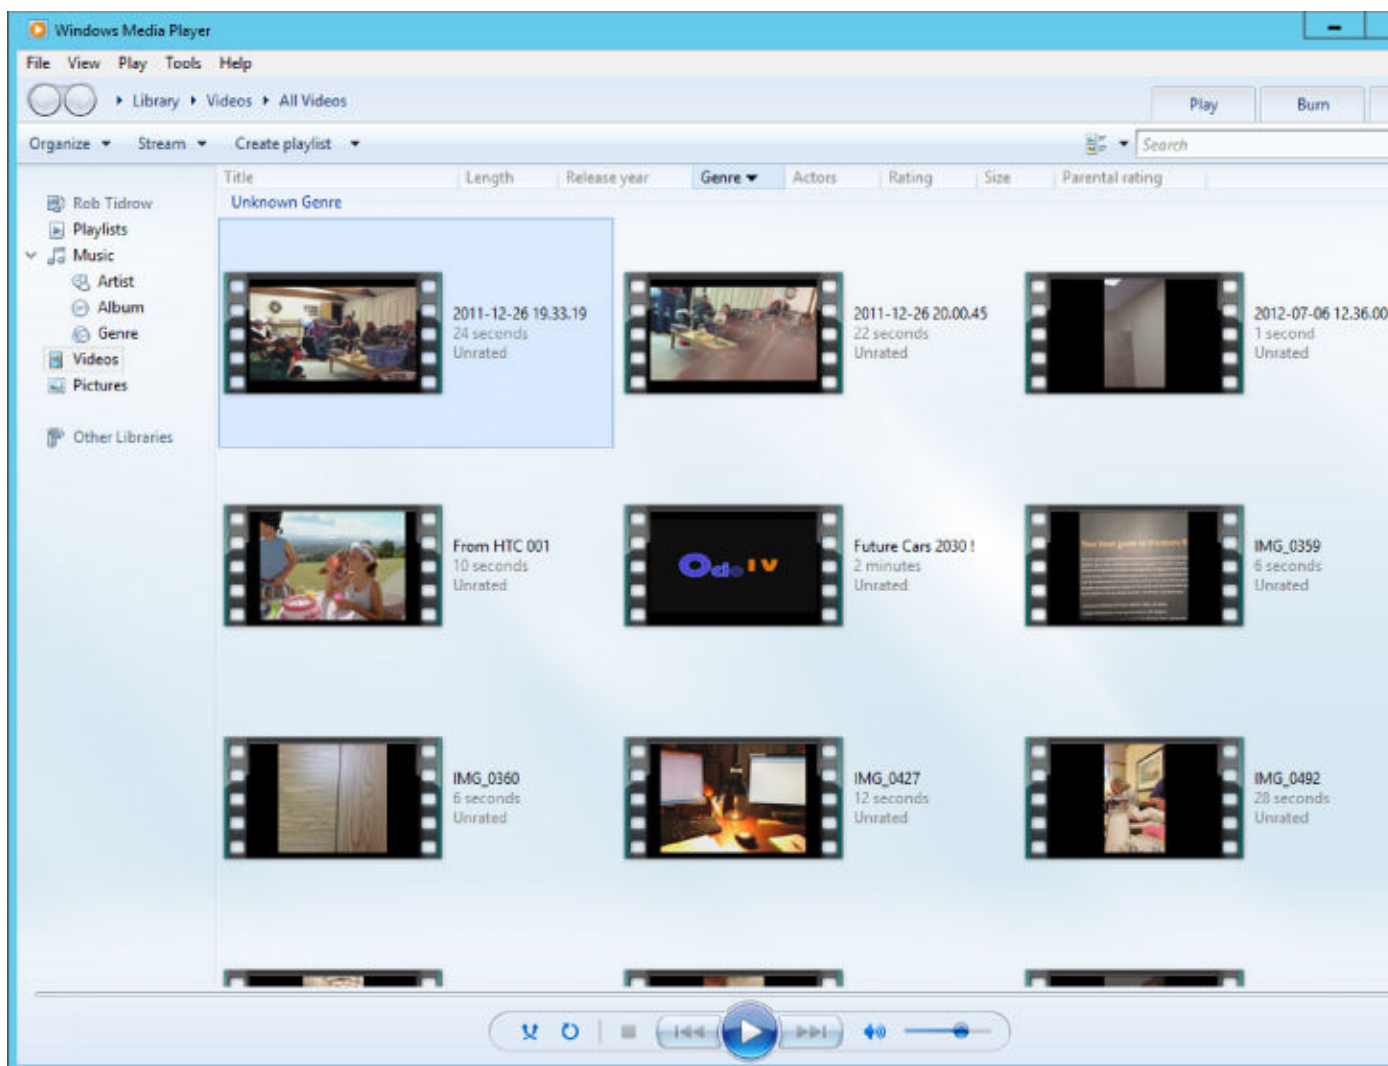 Windows Media Player
File View Play Tools Help
Library Videos All Videos
Play Burn
Organize Stream Create playlist
Search
Title Length Release year Genre Actors Rating Size Parental rating
Unknown Genre
Rob Tidrow
Playlists
Music
Artist
Album
Genre
Videos
Pictures
Other Libraries
2011-12-26 19.33.19
24 seconds
Unrated
2011-12-26 20.00.45
22 seconds
Unrated
2012-07-06 12.36.00
1 second
Unrated
From HTC 001
10 seconds
Unrated
Future Cars 2030 !
2 minutes
Unrated
IMG_0359
6 seconds
Unrated
IMG_0360
6 seconds
Unrated
IMG_0427
12 seconds
Unrated
IMG_0492
28 seconds
Unrated